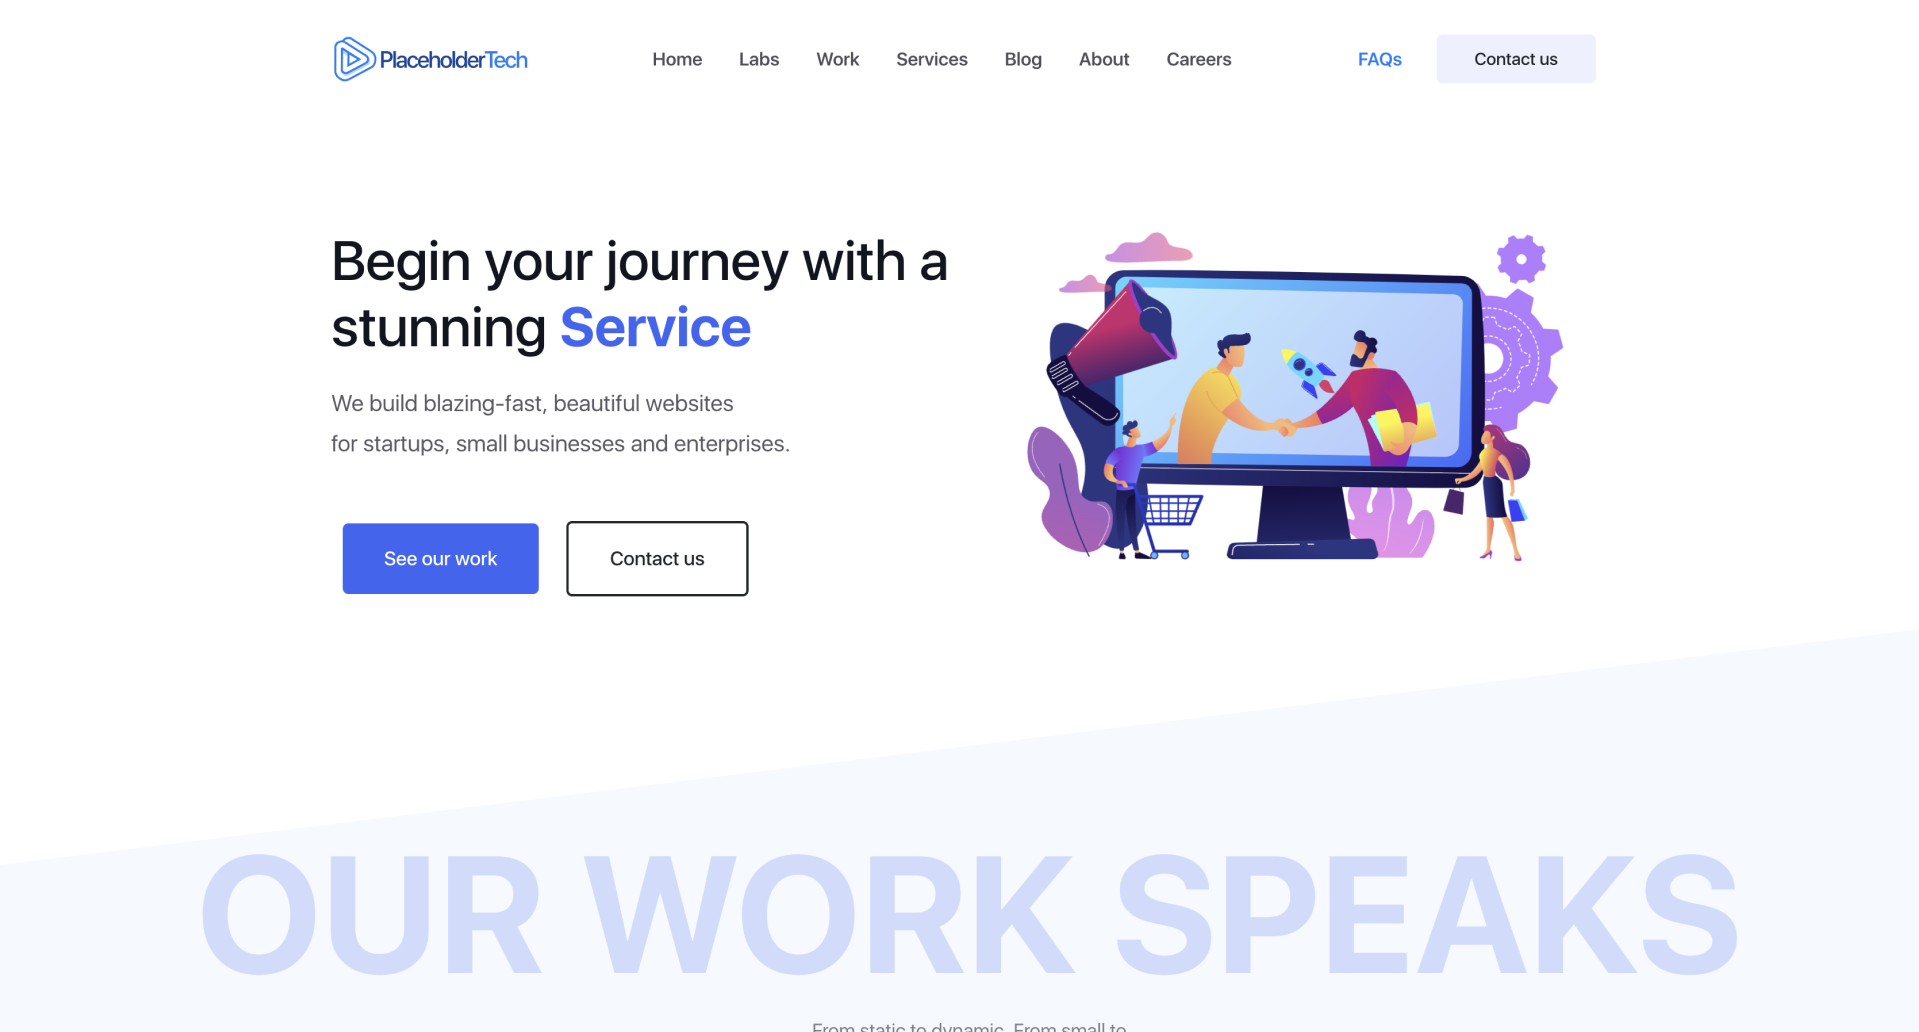 PlaceholderTech
Home Labs Work Services Blog About Careers FAQs Contact us
Begin your journey with a
stunning Service
We build blazing-fast, beautiful websites
for startups, small businesses and enterprises.
See our work Contact us
OUR WORK SPEAKS
From static to dynamic. From small to